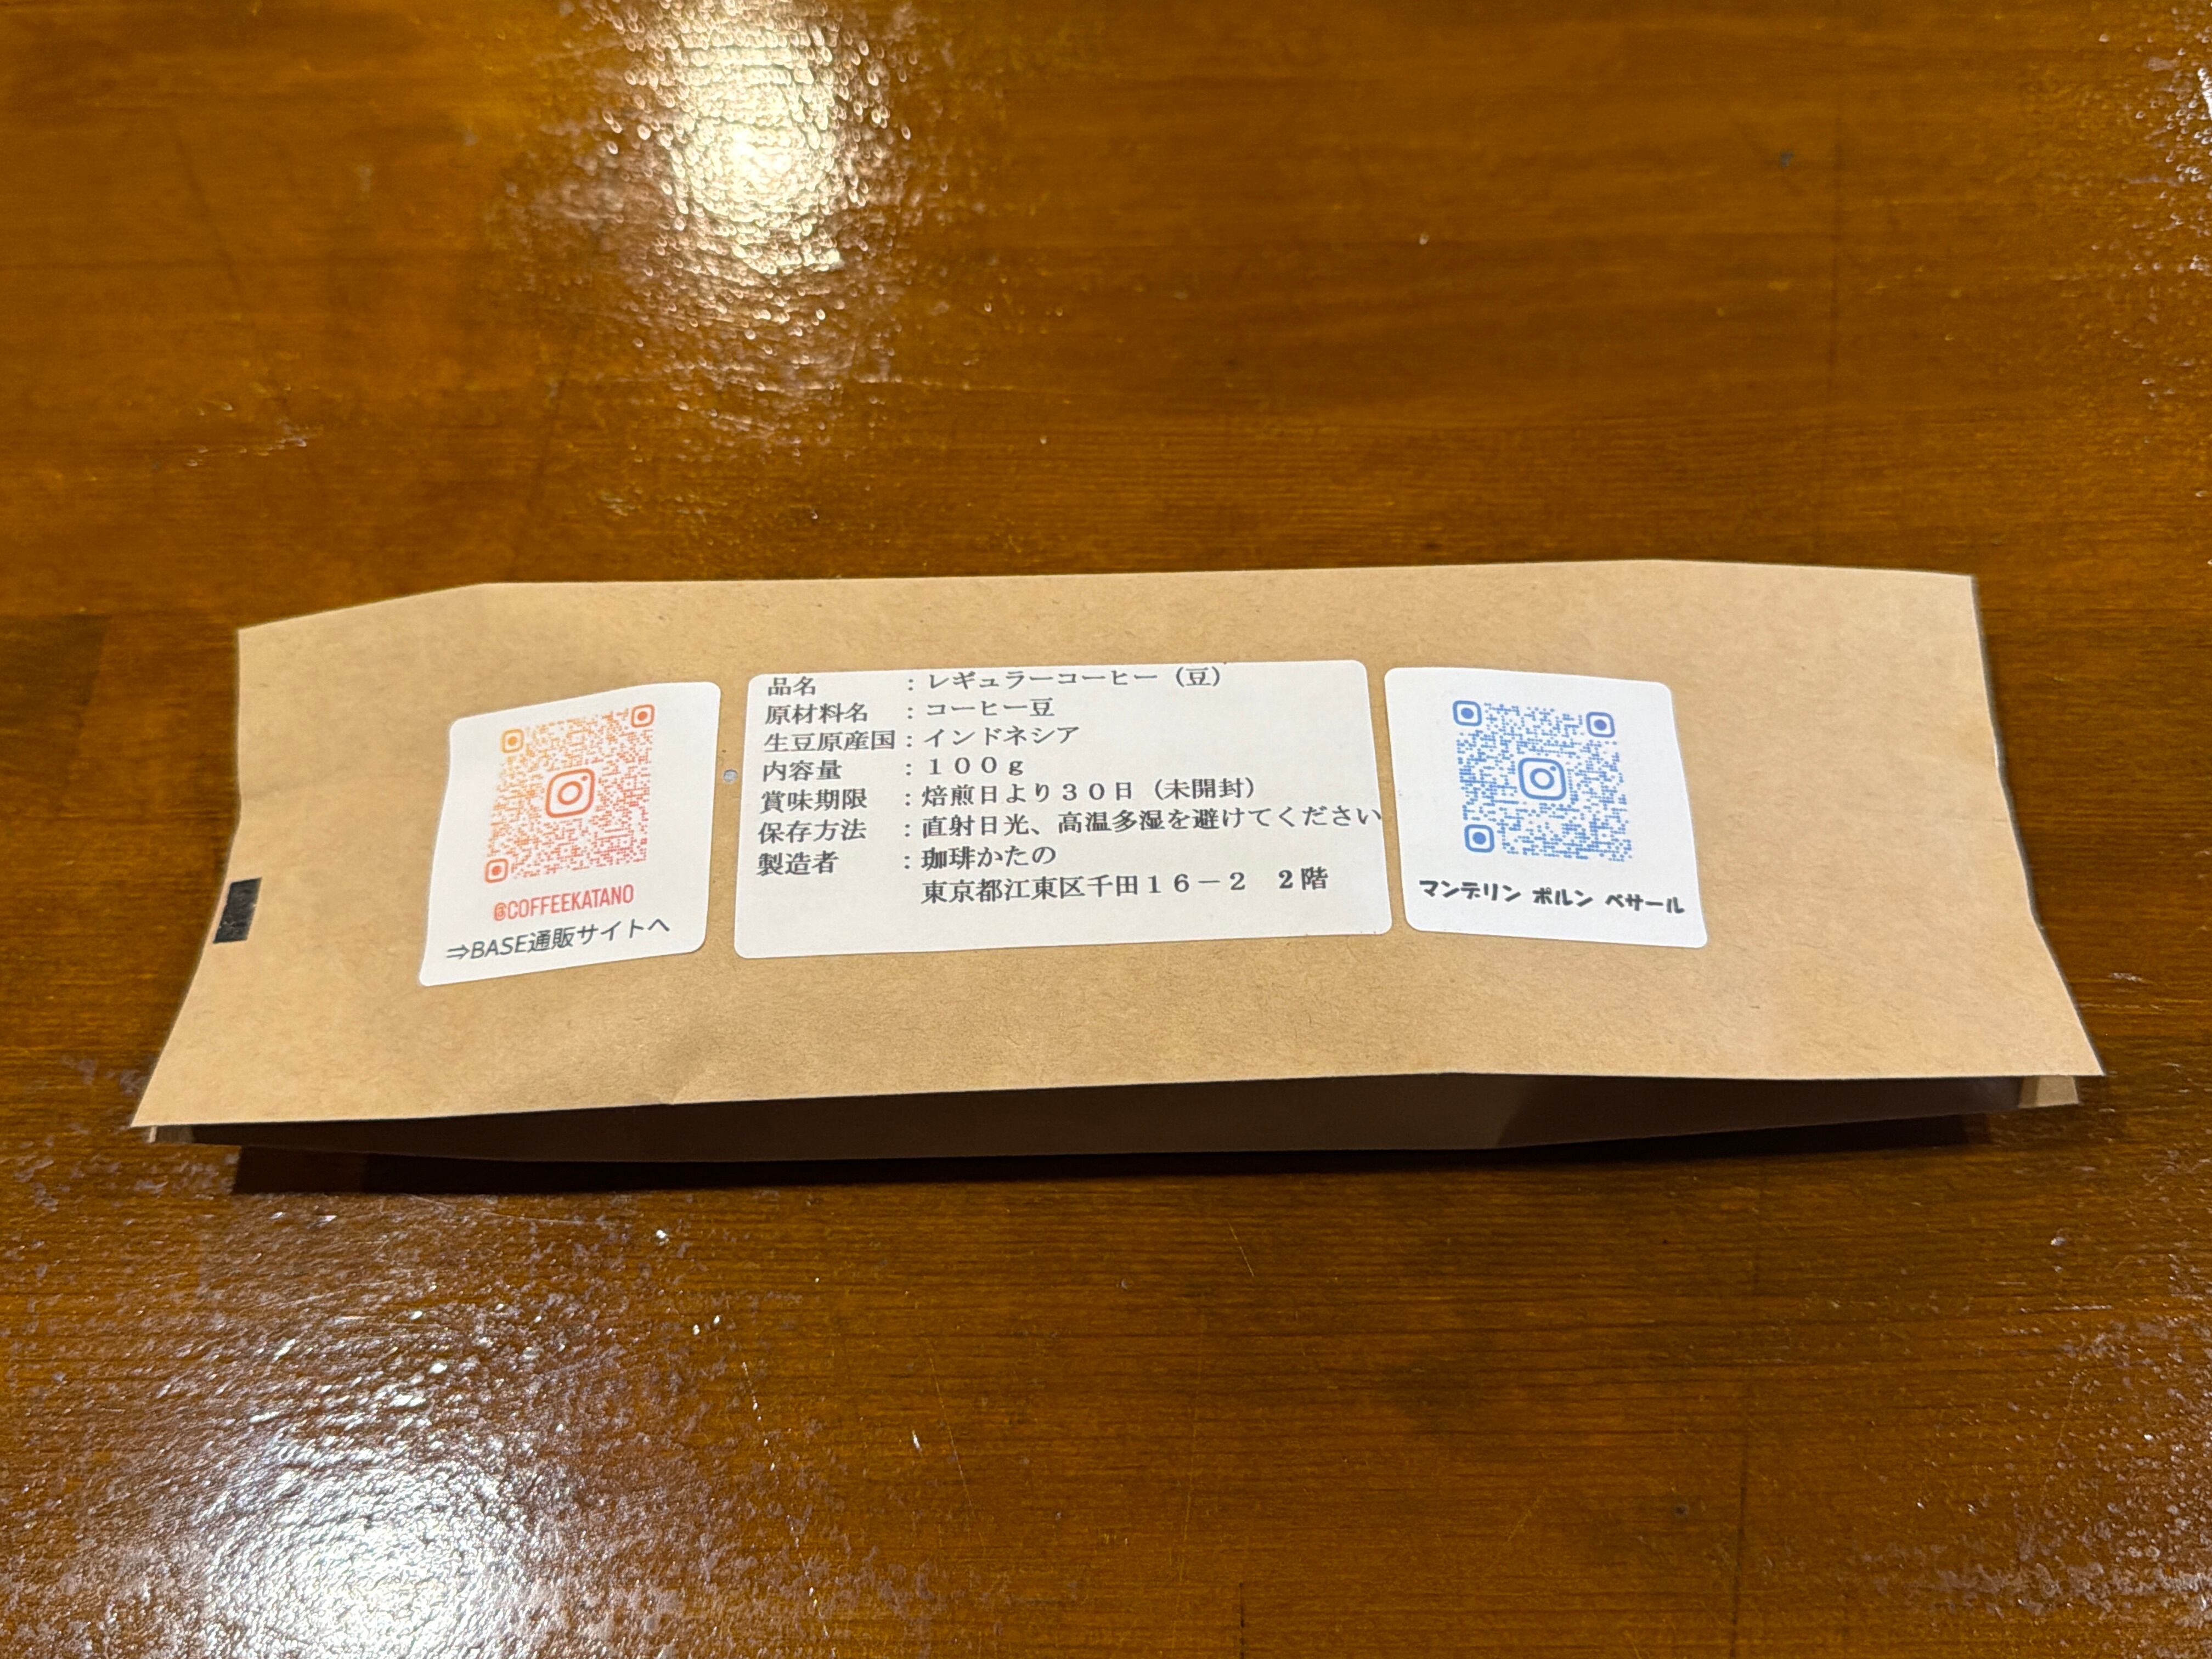 @COFFEEKATANO
⇒BASE通販サイトへ
品名　　　：レギュラーコーヒー（豆）
原材料名　：コーヒー豆
生豆原産国：インドネシア
内容量　　：１００ｇ
賞味期限　：焙煎日より３０日（未開封）
保存方法　：直射日光、高温多湿を避けてください
製造者　　：珈琲かたの
東京都江東区千田１６－２　２階
マンデリン ポルン ベサール